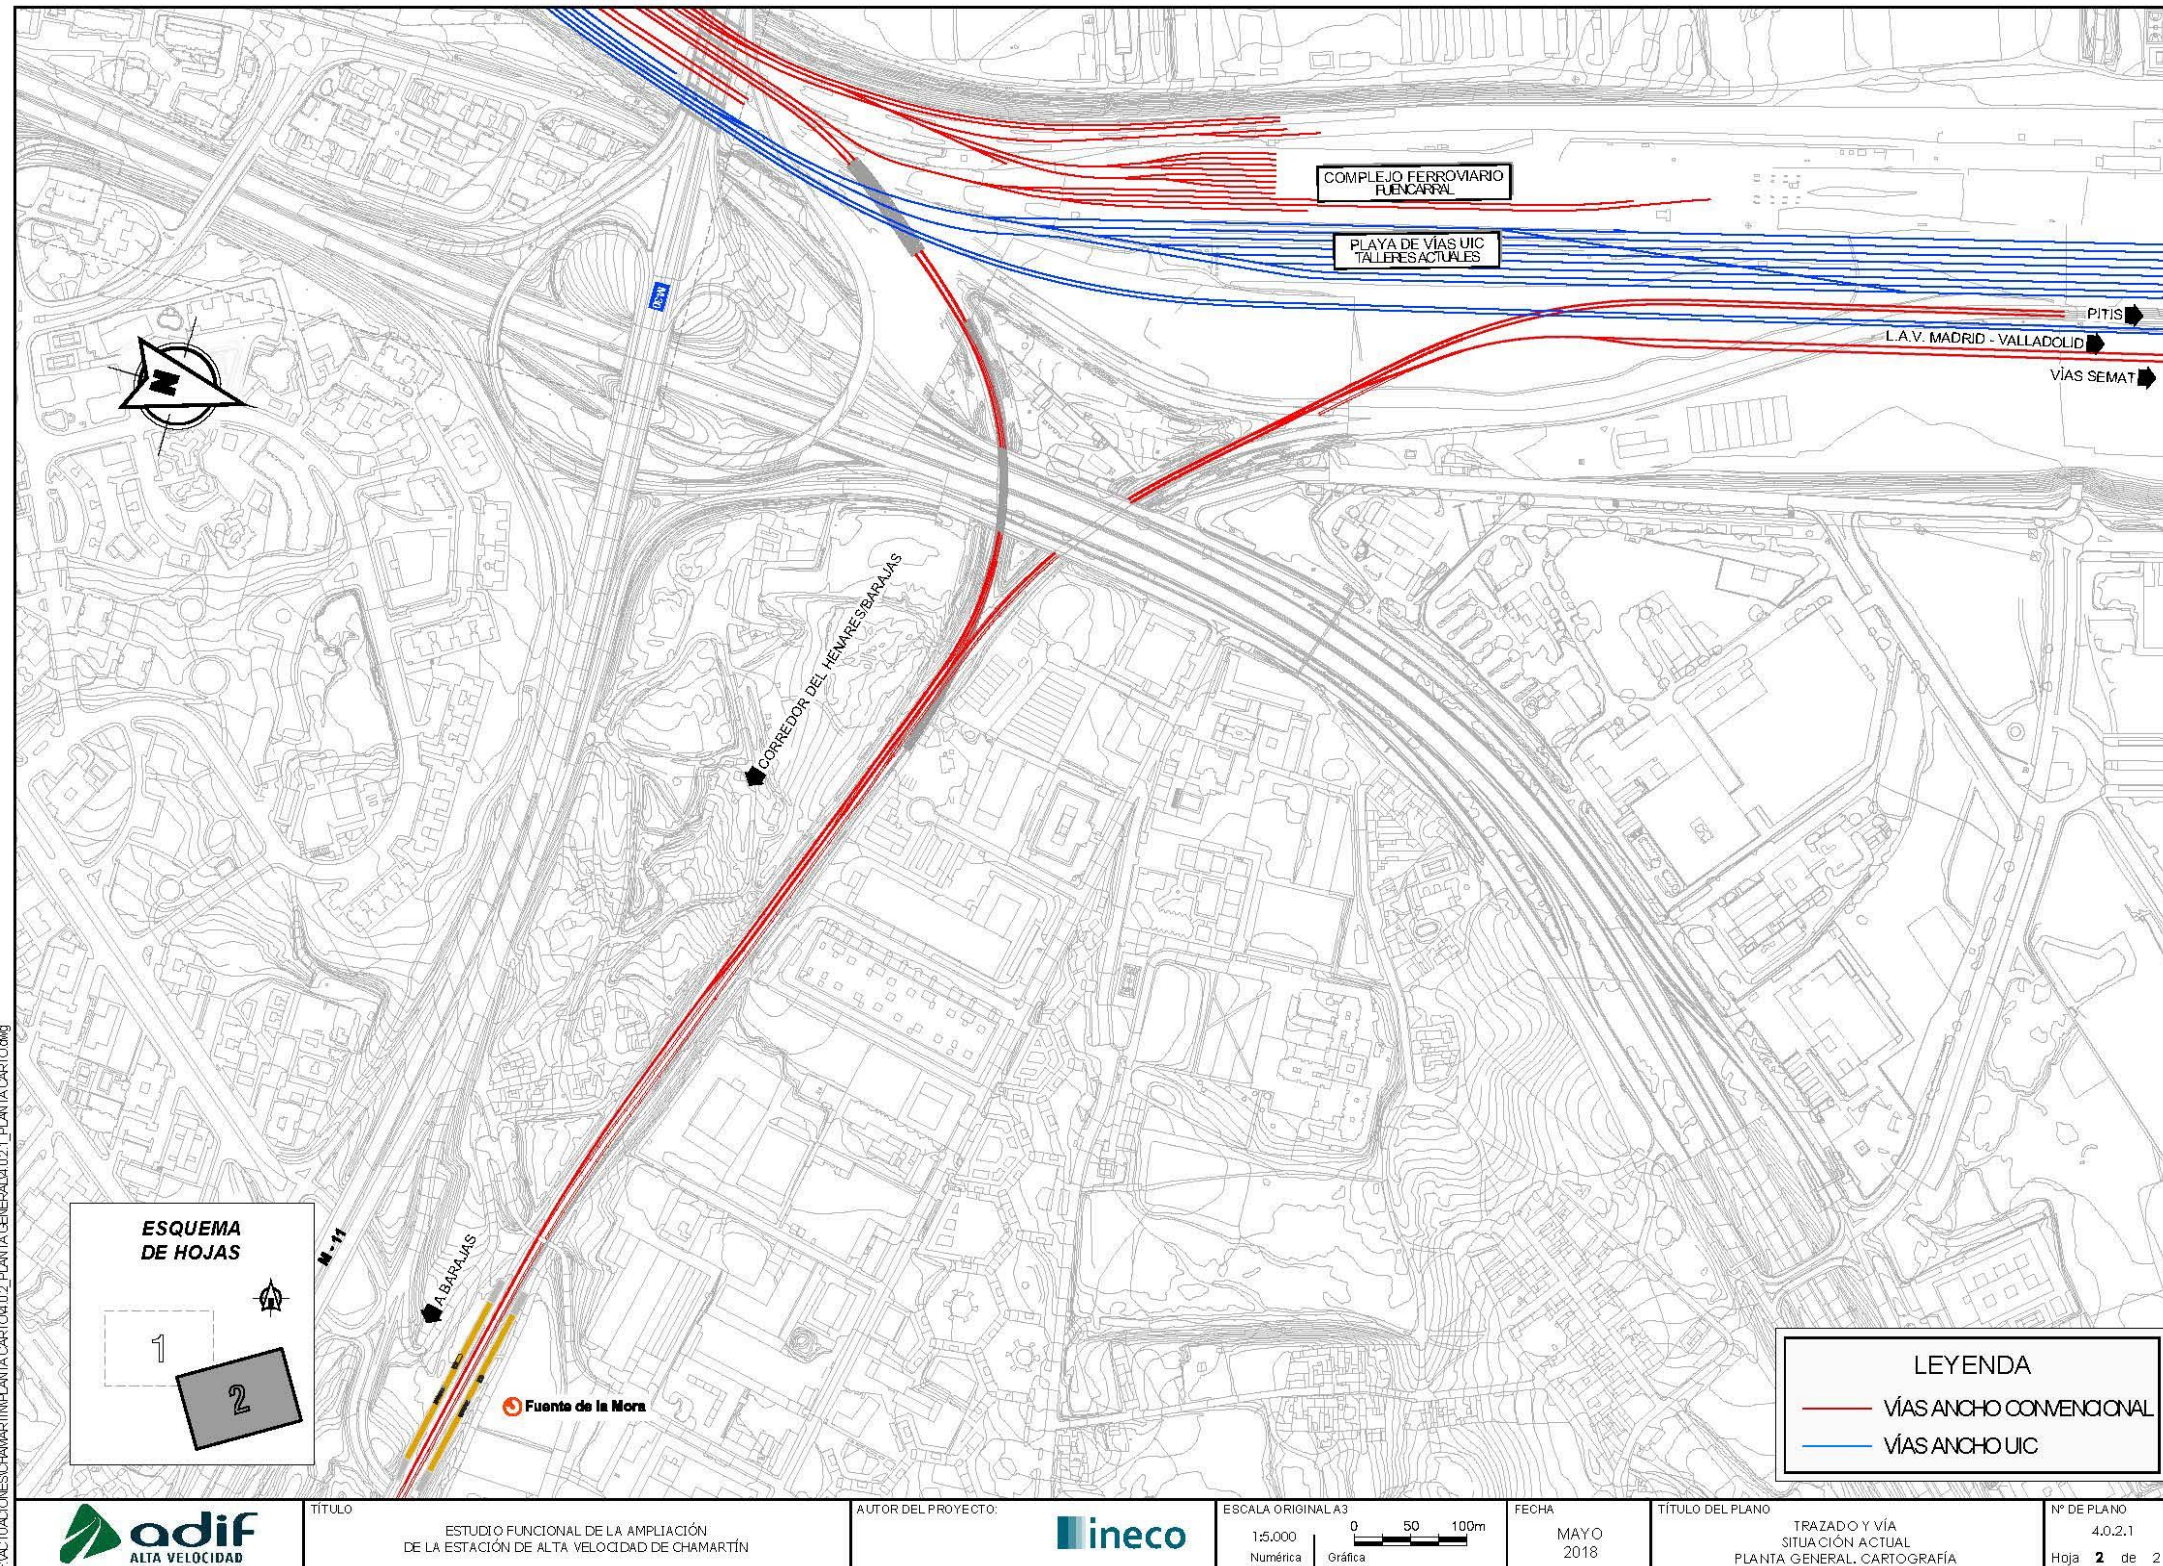 COMPLEJO FERROVIARIO
FUENCARRAL
PLAYA DE VÍAS UIC
TALLERES ACTUALES
M-30
PITIS
L.A.V. MADRID - VALLADOLID
VÍAS SEMAT
N
CORREDOR DEL HENARES/BARAJAS
M-11
A BARAJAS
Fuente de la Mora
ESQUEMA
DE HOJAS
1
2
LEYENDA
VÍAS ANCHO CONVENCIONAL
VÍAS ANCHO UIC
adif
ALTA VELOCIDAD
TÍTULO
ESTUDIO FUNCIONAL DE LA AMPLIACIÓN
DE LA ESTACIÓN DE ALTA VELOCIDAD DE CHAMARTÍN
AUTOR DEL PROYECTO:
ineco
ESCALA ORIGINAL A3
1:5.000
Numérica
0 50 100m
Gráfica
FECHA
MAYO
2018
TÍTULO DEL PLANO
TRAZADO Y VÍA
SITUACIÓN ACTUAL
PLANTA GENERAL. CARTOGRAFÍA
Nº DE PLANO
4.0.2.1
Hoja 2 de 2